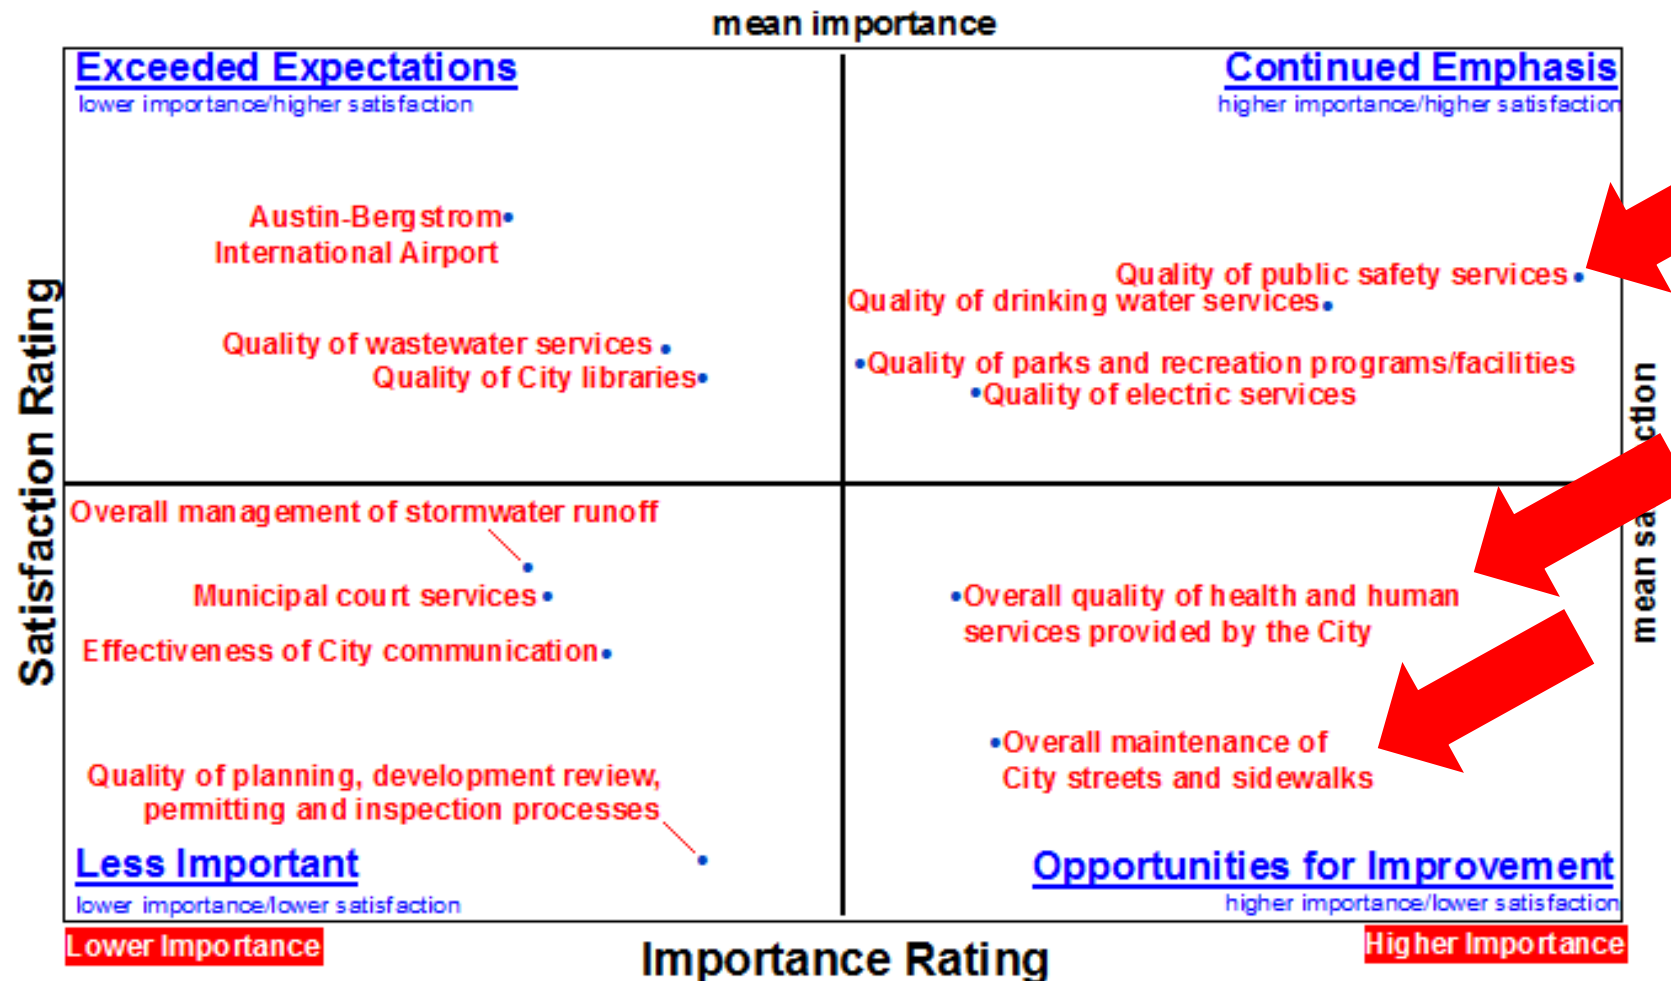 mean importance
Exceeded Expectations
lower importance/higher satisfaction
Continued Emphasis
higher importance/higher satisfaction
Austin-Bergstrom
International Airport
Quality of public safety services
Quality of drinking water services
Quality of wastewater services
Quality of City libraries
Quality of parks and recreation programs/facilities
Quality of electric services
Satisfaction Rating
mean sa ction
Overall management of stormwater runoff
Municipal court services
Effectiveness of City communication
Overall quality of health and human
services provided by the City
Overall maintenance of
City streets and sidewalks
Quality of planning, development review,
permitting and inspection processes
Less Important
lower importance/lower satisfaction
Opportunities for Improvement
higher importance/lower satisfaction
Lower Importance
Importance Rating
Higher Importance